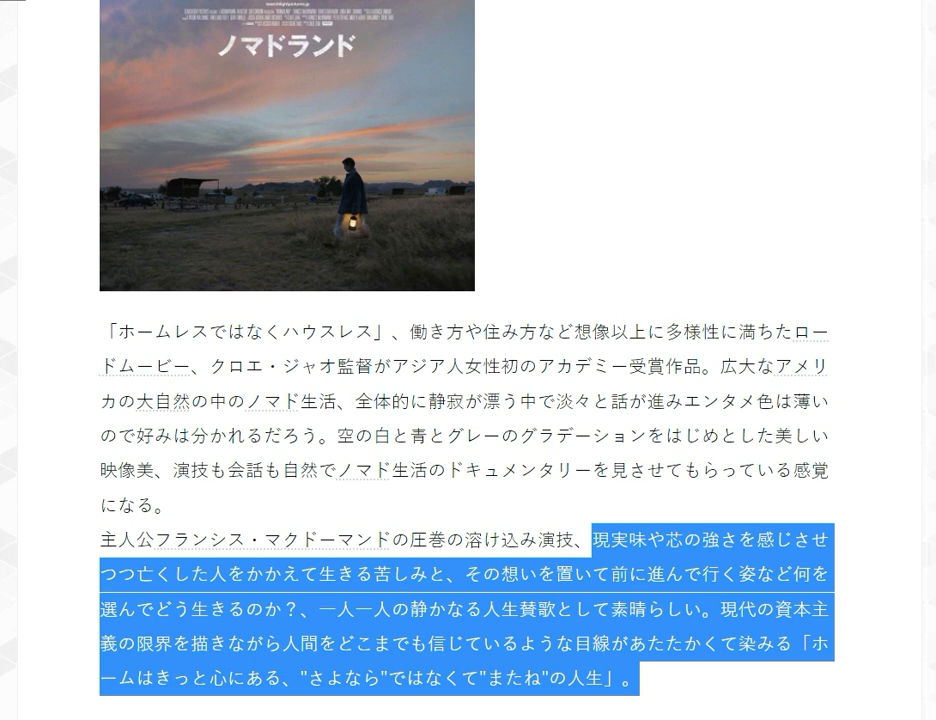 ノマドランド
「ホームレスではなくハウスレス」、働き方や住み方など想像以上に多様性に満ちたロー
ドムービー、クロエ・ジャオ監督がアジア人女性初のアカデミー受賞作品。広大なアメリ
カの大自然の中のノマド生活、全体的に静寂が漂う中で淡々と話が進みエンタメ色は薄い
ので好みは分かれるだろう。空の白と青とグレーのグラデーションをはじめとした美しい
映像美、演技も会話も自然でノマド生活のドキュメンタリーを見させてもらっている感覚
になる。
主人公フランシス・マクドーマンドの圧巻の溶け込み演技、現実味や芯の強さを感じさせ
つつ亡くした人をかかえて生きる苦しみと、その想いを置いて前に進んで行く姿など何を
選んでどう生きるのか？、一人一人の静かなる人生賛歌として素晴らしい。現代の資本主
義の限界を描きながら人間をどこまでも信じているような目線があたたかくて染みる「ホ
ームはきっと心にある、"さよなら"ではなくて"またね"の人生」。